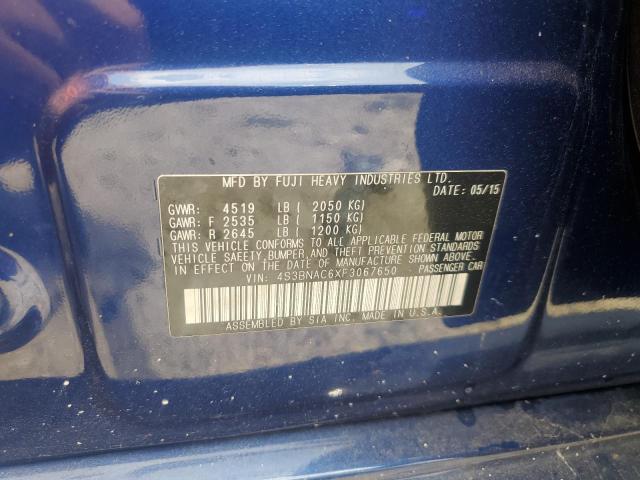 MFD BY FUJI HEAVY INDUSTRIES LTD.
DATE: 05/15
GVWR: 4519 LB ( 2050 KG)
GAWR: F 2535 LB ( 1150 KG)
GAWR: R 2645 LB ( 1200 KG)
THIS VEHICLE CONFORMS TO ALL APPLICABLE FEDERAL MOTOR
VEHICLE SAFETY, BUMPER, AND THEFT PREVENTION STANDARDS
IN EFFECT ON THE DATE OF MANUFACTURE SHOWN ABOVE.
VIN: 4S3BNAC6XF3067650 PASSENGER CAR
ASSEMBLED BY SIA INC. MADE IN U.S.A.